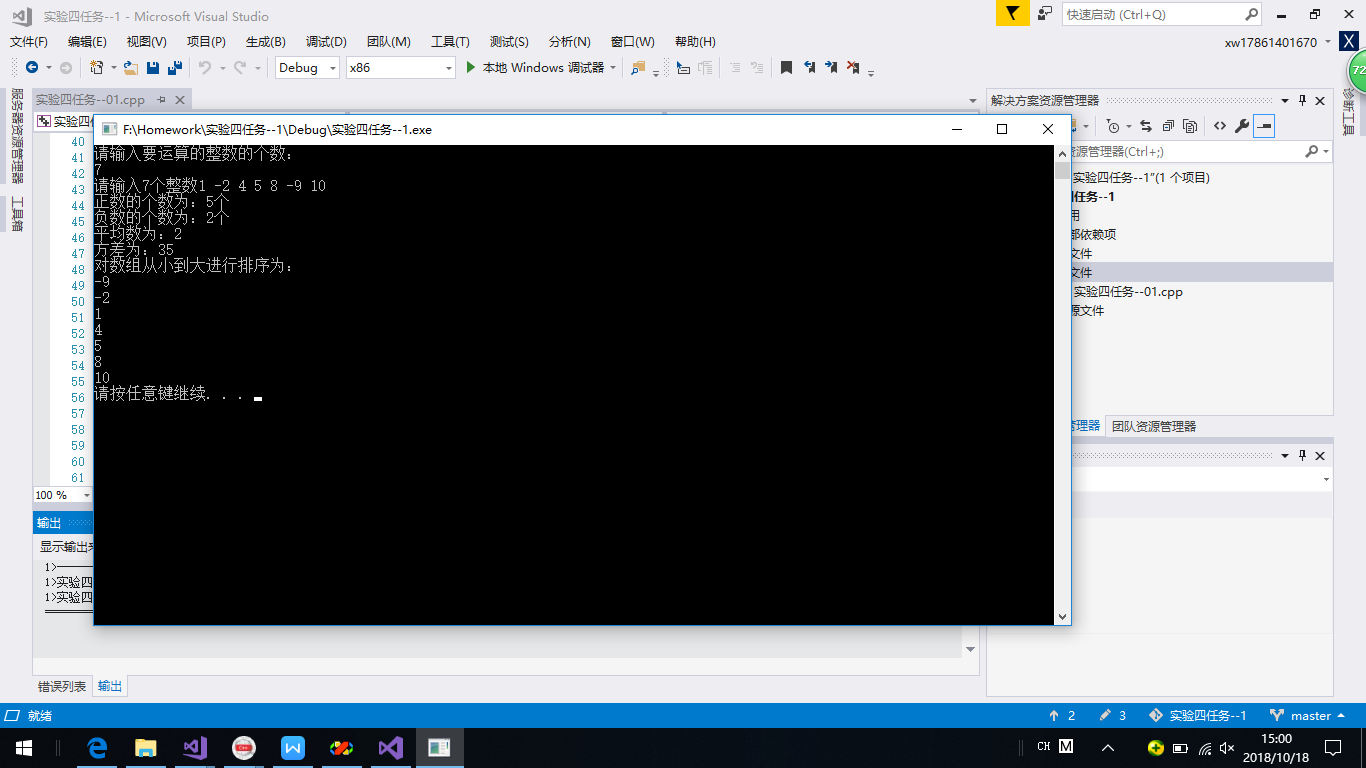 实验四任务--1 - Microsoft Visual Studio
快速启动 (Ctrl+Q)
文件(F) 编辑(E) 视图(V) 项目(P) 生成(B) 调试(D) 团队(M) 工具(T) 测试(S) 分析(N) 窗口(W) 帮助(H)
xw17861401670 X
Debug x86 本地 Windows 调试器
72
服务器资源管理器
工具箱
诊断工具
实验四任务--01.cpp
实验四
解决方案资源管理器
F:\Homework\实验四任务--1\Debug\实验四任务--1.exe
40
41
42
43
44
45
46
47
48
49
50
51
52
53
54
55
56
57
58
59
60
61
请输入要运算的整数的个数：
7
请输入7个整数1 -2 4 5 8 -9 10
正数的个数为：5个
负数的个数为：2个
平均数为：2
方差为：35
对数组从小到大进行排序为：
-9
-2
1
4
5
8
10
请按任意键继续. . .
资源管理器(Ctrl+;)
实验四任务--1"(1 个项目)
任务--1
用
部依赖项
文件
文件
实验四任务--01.cpp
源文件
管理器 团队资源管理器
100 %
输出
显示输出
1>
1>实验四
1>实验四
错误列表 输出
就绪
2 3 实验四任务--1 master
CH M
15:00
2018/10/18